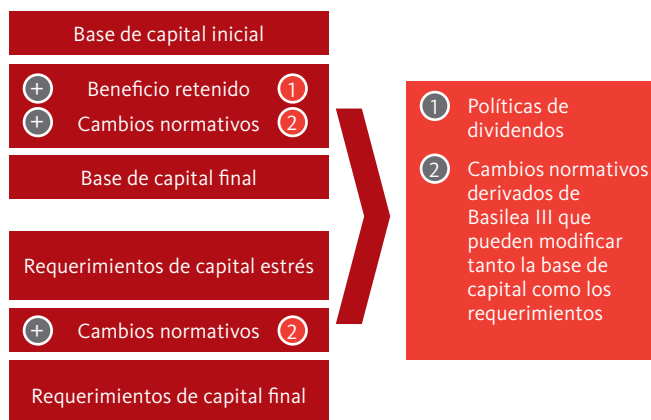 Base de capital inicial
+ Beneficio retenido 1
+ Cambios normativos 2
Base de capital final
Requerimientos de capital estrés
+ Cambios normativos 2
Requerimientos de capital final
1 Políticas de
dividendos
2 Cambios normativos
derivados de
Basilea III que
pueden modificar
tanto la base de
capital como los
requerimientos